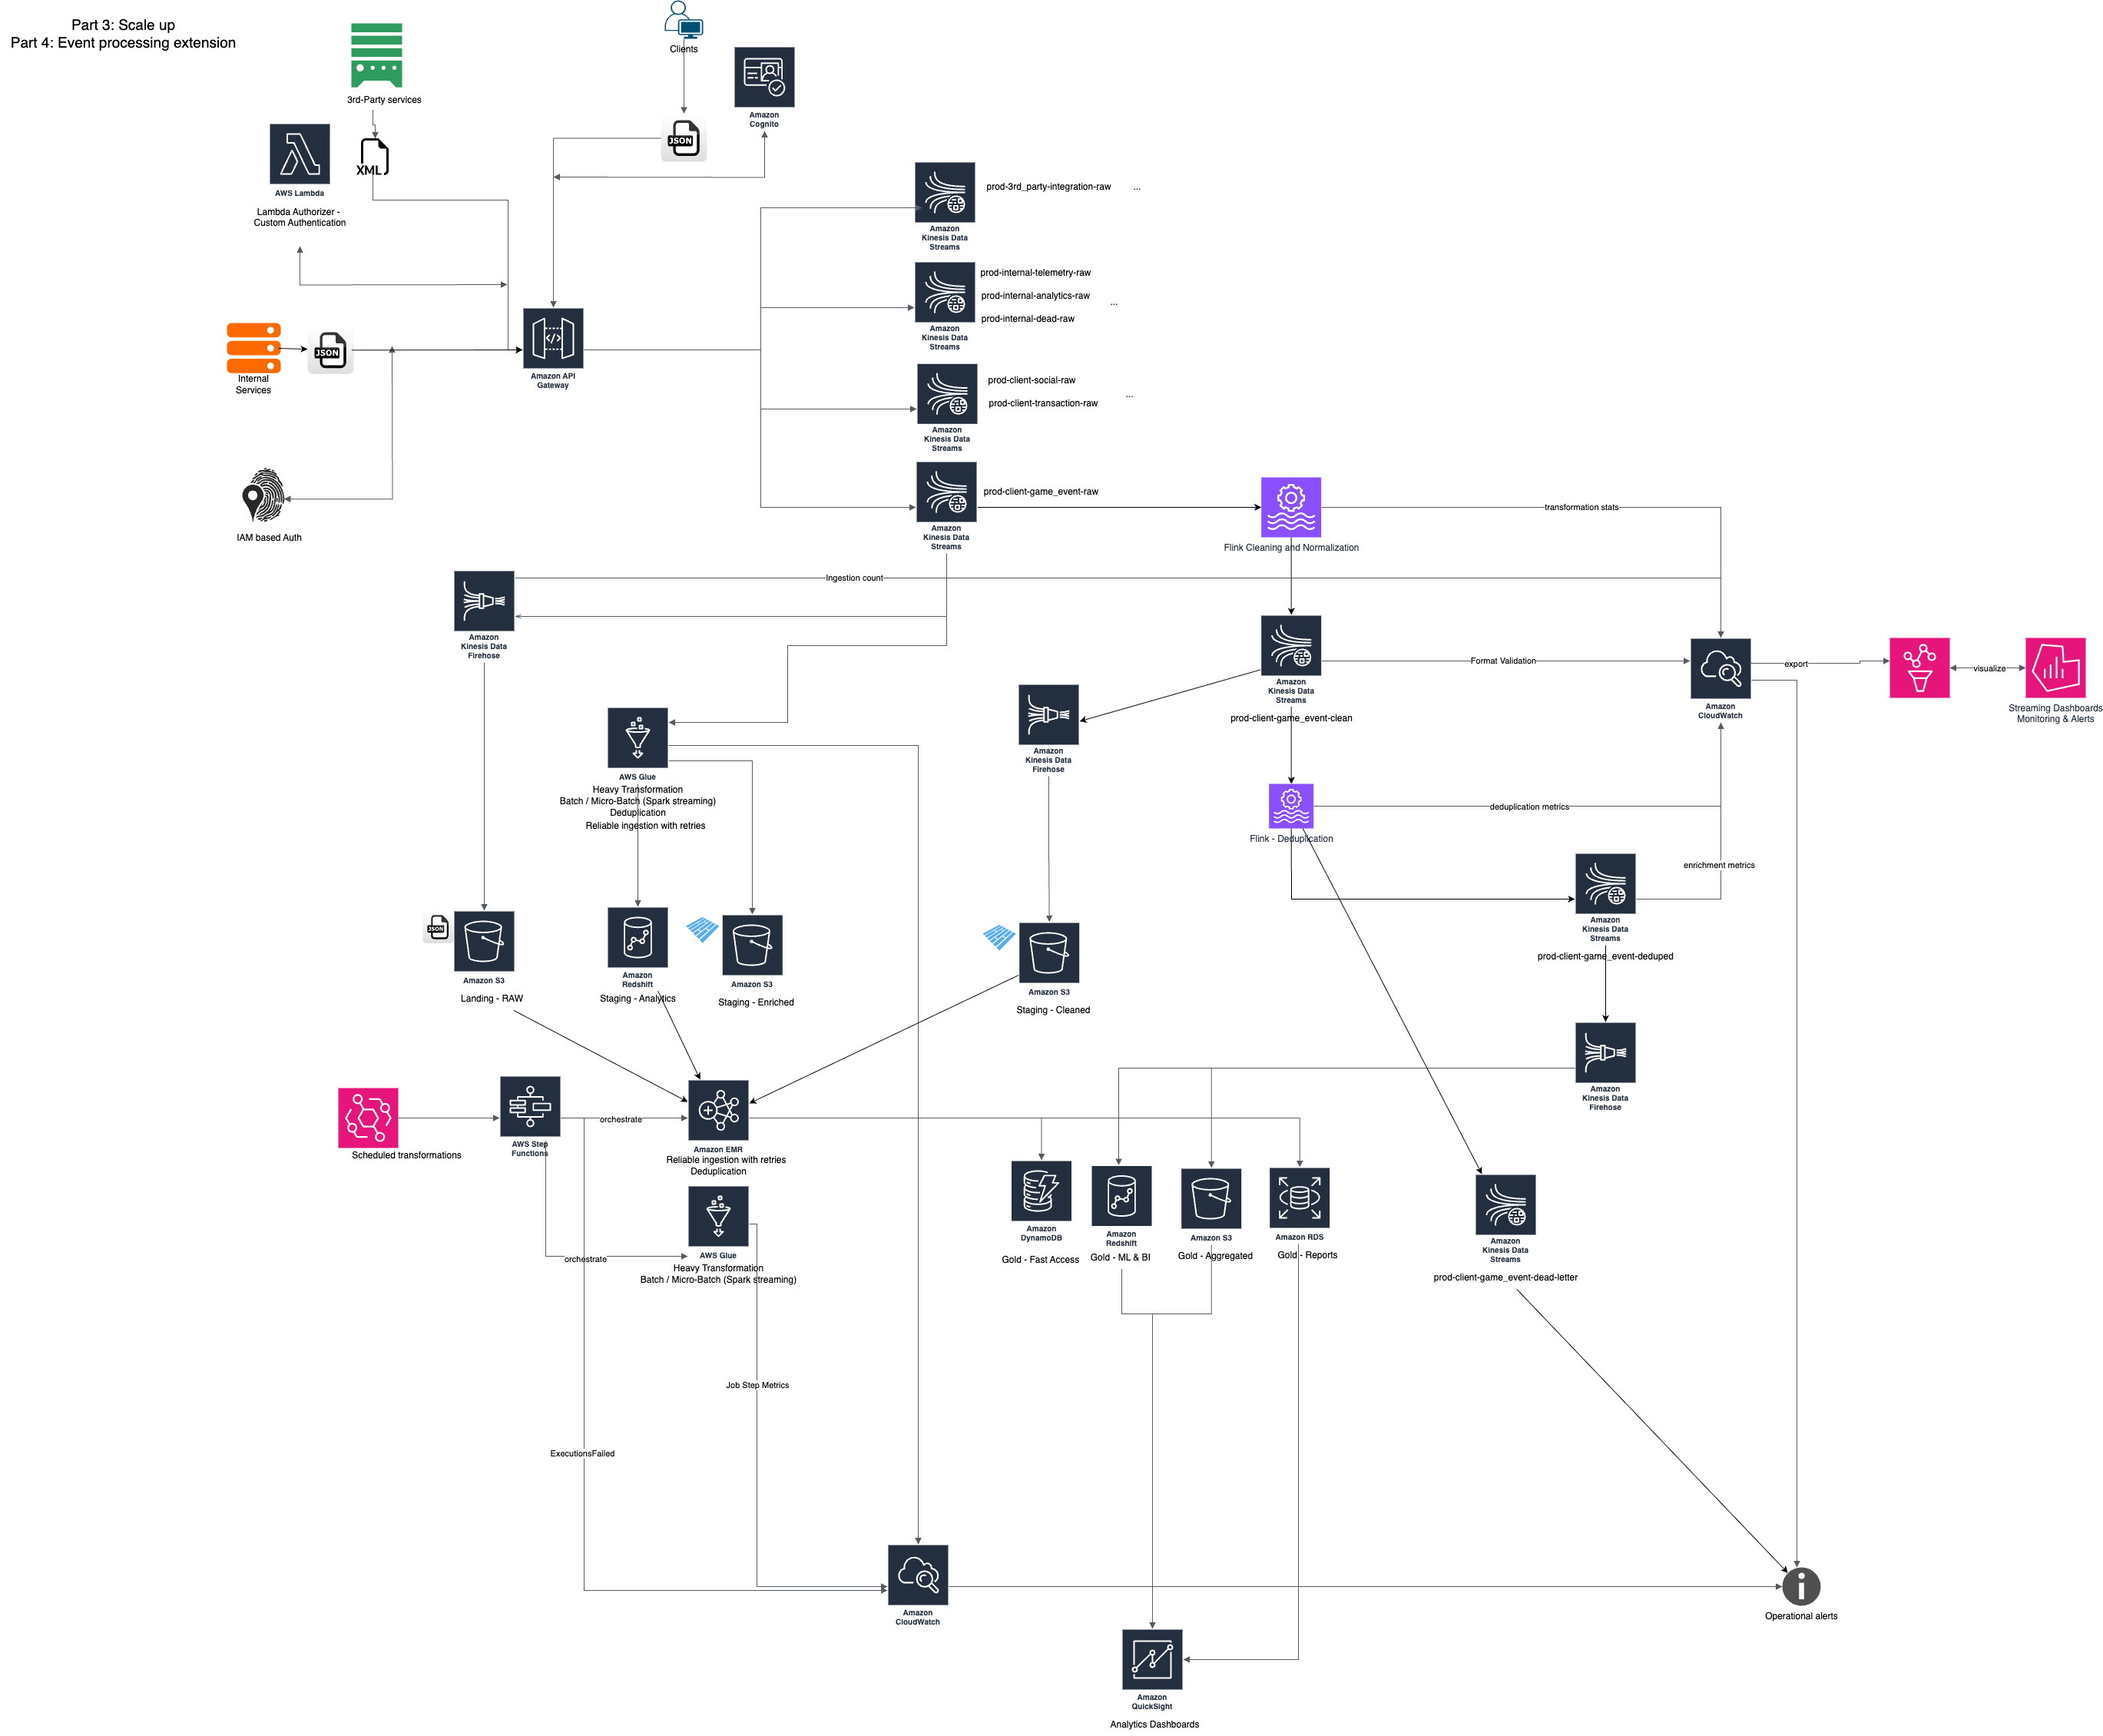 Part 3: Scale up
Part 4: Event processing extension
Clients
3rd-Party services
Amazon
Cognito
JSON
XML
AWS Lambda
Lambda Authorizer -
Custom Authentication
prod-3rd_party-integration-raw
...
Amazon
Kinesis Data
Streams
prod-internal-telemetry-raw
prod-internal-analytics-raw
...
prod-internal-dead-raw
Amazon
Kinesis Data
Streams
JSON
Internal
Services
</>
Amazon API
Gateway
prod-client-social-raw
...
prod-client-transaction-raw
Amazon
Kinesis Data
Streams
IAM based Auth
prod-client-game_event-raw
Amazon
Kinesis Data
Streams
transformation stats
Flink Cleaning and Normalization
Ingestion count
Amazon
Kinesis Data
Firehose
Format Validation
export
visualize
Amazon
Kinesis Data
Streams
prod-client-game_event-clean
Amazon
CloudWatch
Streaming Dashboards
Monitoring & Alerts
Amazon
Kinesis Data
Firehose
AWS Glue
Heavy Transformation
Batch / Micro-Batch (Spark streaming)
Deduplication
Reliable ingestion with retries
deduplication metrics
Flink - Deduplication
enrichment metrics
JSON
Amazon S3
Landing - RAW
Amazon
Redshift
Staging - Analytics
Amazon S3
Staging - Enriched
Amazon S3
Staging - Cleaned
Amazon
Kinesis Data
Streams
prod-client-game_event-deduped
Amazon
Kinesis Data
Firehose
Scheduled transformations
AWS Step
Functions
orchestrate
Amazon EMR
Reliable ingestion with retries
Deduplication
orchestrate
AWS Glue
Heavy Transformation
Batch / Micro-Batch (Spark streaming)
Amazon
DynamoDB
Gold - Fast Access
Amazon
Redshift
Gold - ML & BI
Amazon S3
Gold - Aggregated
Amazon RDS
Gold - Reports
Amazon
Kinesis Data
Streams
prod-client-game_event-dead-letter
Job Step Metrics
ExecutionsFailed
Amazon
CloudWatch
i
Operational alerts
Amazon
QuickSight
Analytics Dashboards